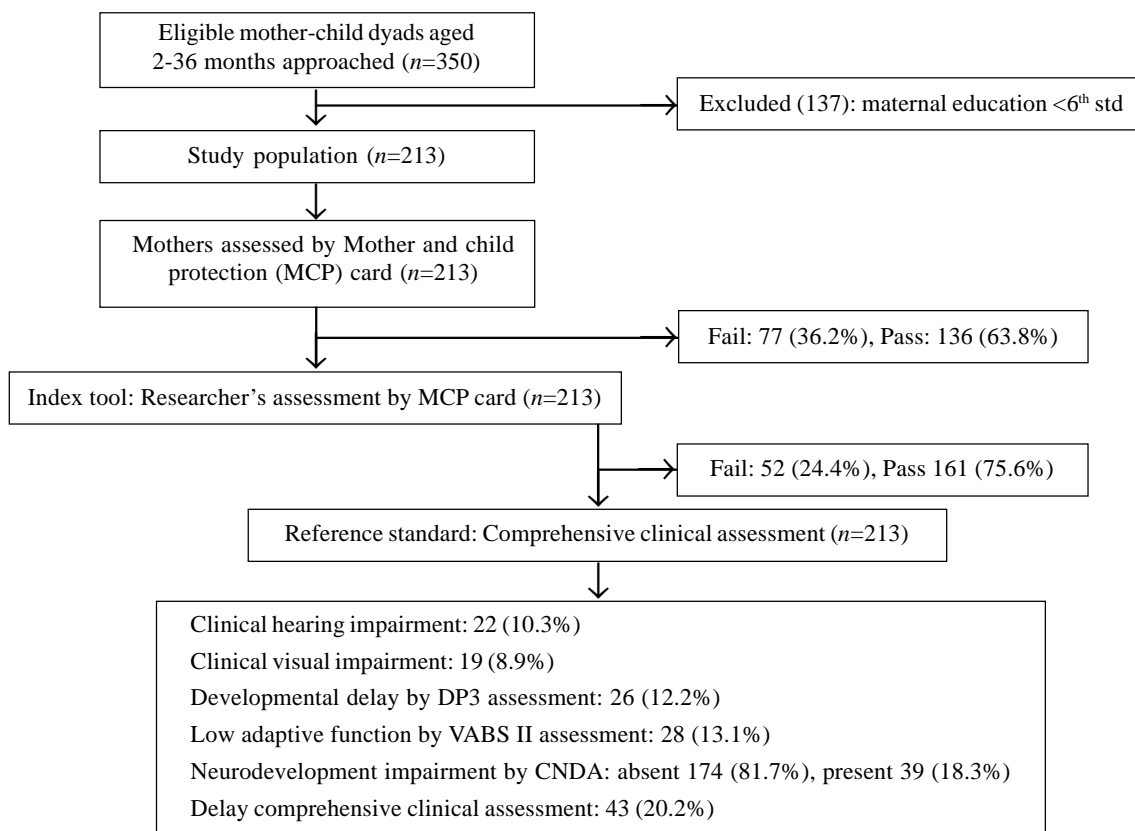 Eligible mother-child dyads aged
2-36 months approached (n=350)
Excluded (137): maternal education <6th std
Study population (n=213)
Mothers assessed by Mother and child
protection (MCP) card (n=213)
Fail: 77 (36.2%), Pass: 136 (63.8%)
Index tool: Researcher’s assessment by MCP card (n=213)
Fail: 52 (24.4%), Pass 161 (75.6%)
Reference standard: Comprehensive clinical assessment (n=213)
Clinical hearing impairment: 22 (10.3%)
Clinical visual impairment: 19 (8.9%)
Developmental delay by DP3 assessment: 26 (12.2%)
Low adaptive function by VABS II assessment: 28 (13.1%)
Neurodevelopment impairment by CNDA: absent 174 (81.7%), present 39 (18.3%)
Delay comprehensive clinical assessment: 43 (20.2%)